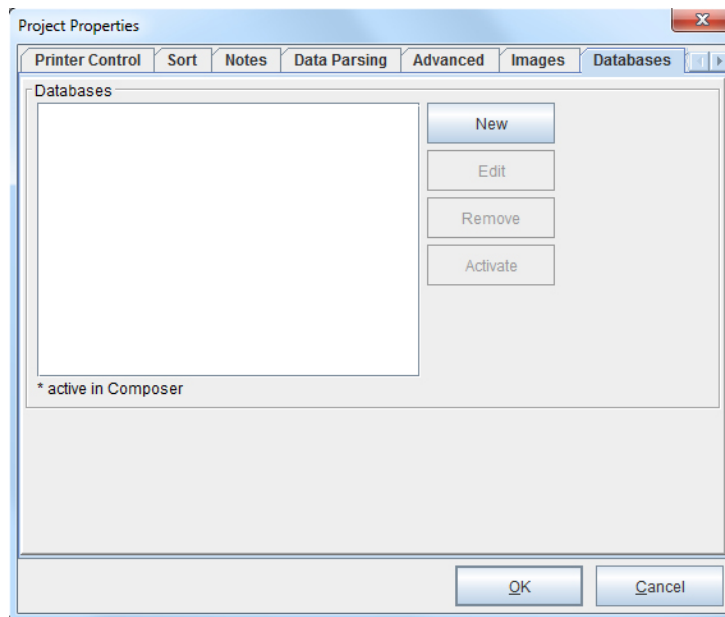 Project Properties
Printer Control Sort Notes Data Parsing Advanced Images Databases
Databases
New
Edit
Remove
Activate
* active in Composer
OK Cancel